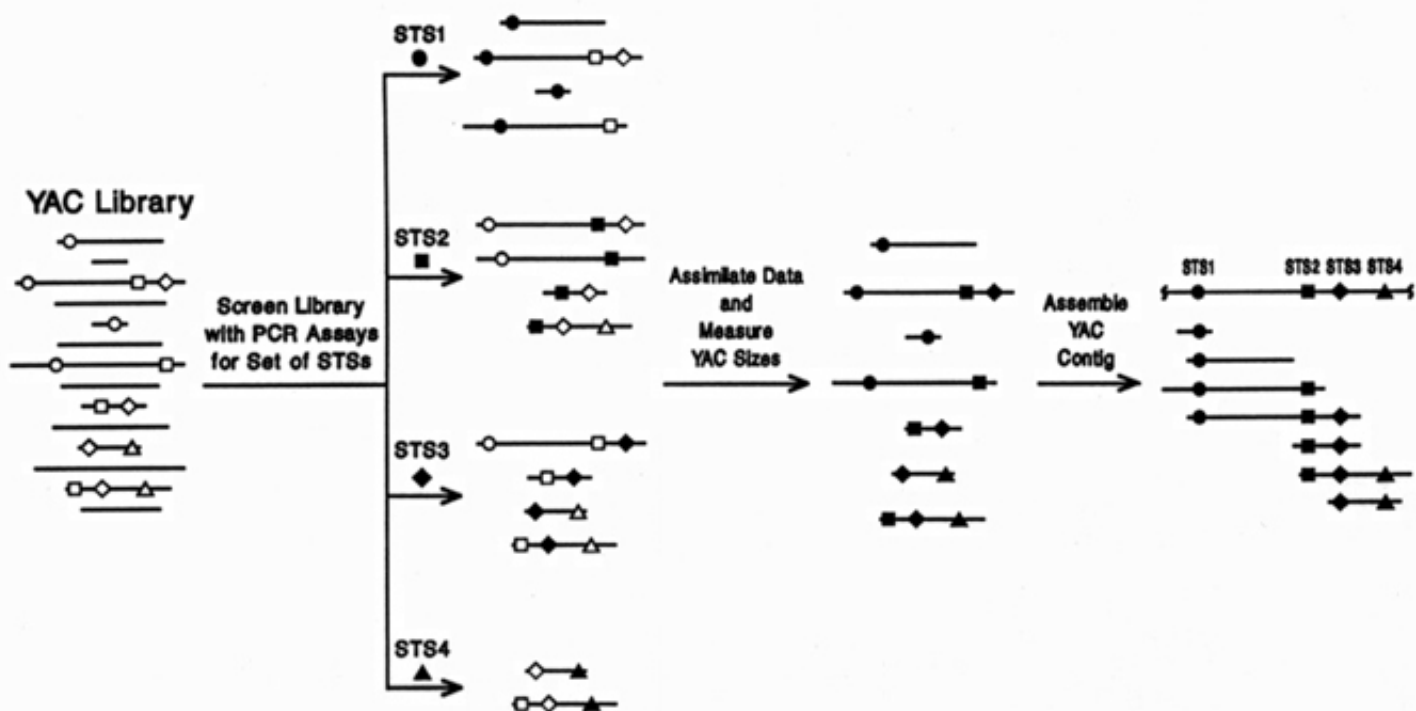 YAC Library
Screen Library
with PCR Assays
for Set of STSs
STS1
STS2
STS3
STS4
Assimilate Data
and
Measure
YAC Sizes
Assemble
YAC
Contig
STS1 STS2 STS3 STS4